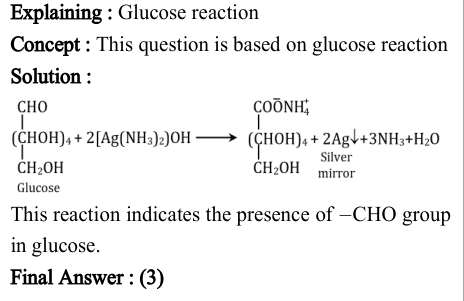 Explaining : Glucose reaction
Concept : This question is based on glucose reaction
Solution :
CHO COŌNH₄⁺
(CHOH)₄ + 2[Ag(NH₃)₂]OH ⟶ (CHOH)₄ + 2Ag↓+3NH₃+H₂O
CH₂OH CH₂OH Silver mirror
Glucose
This reaction indicates the presence of −CHO group
in glucose.
Final Answer : (3)